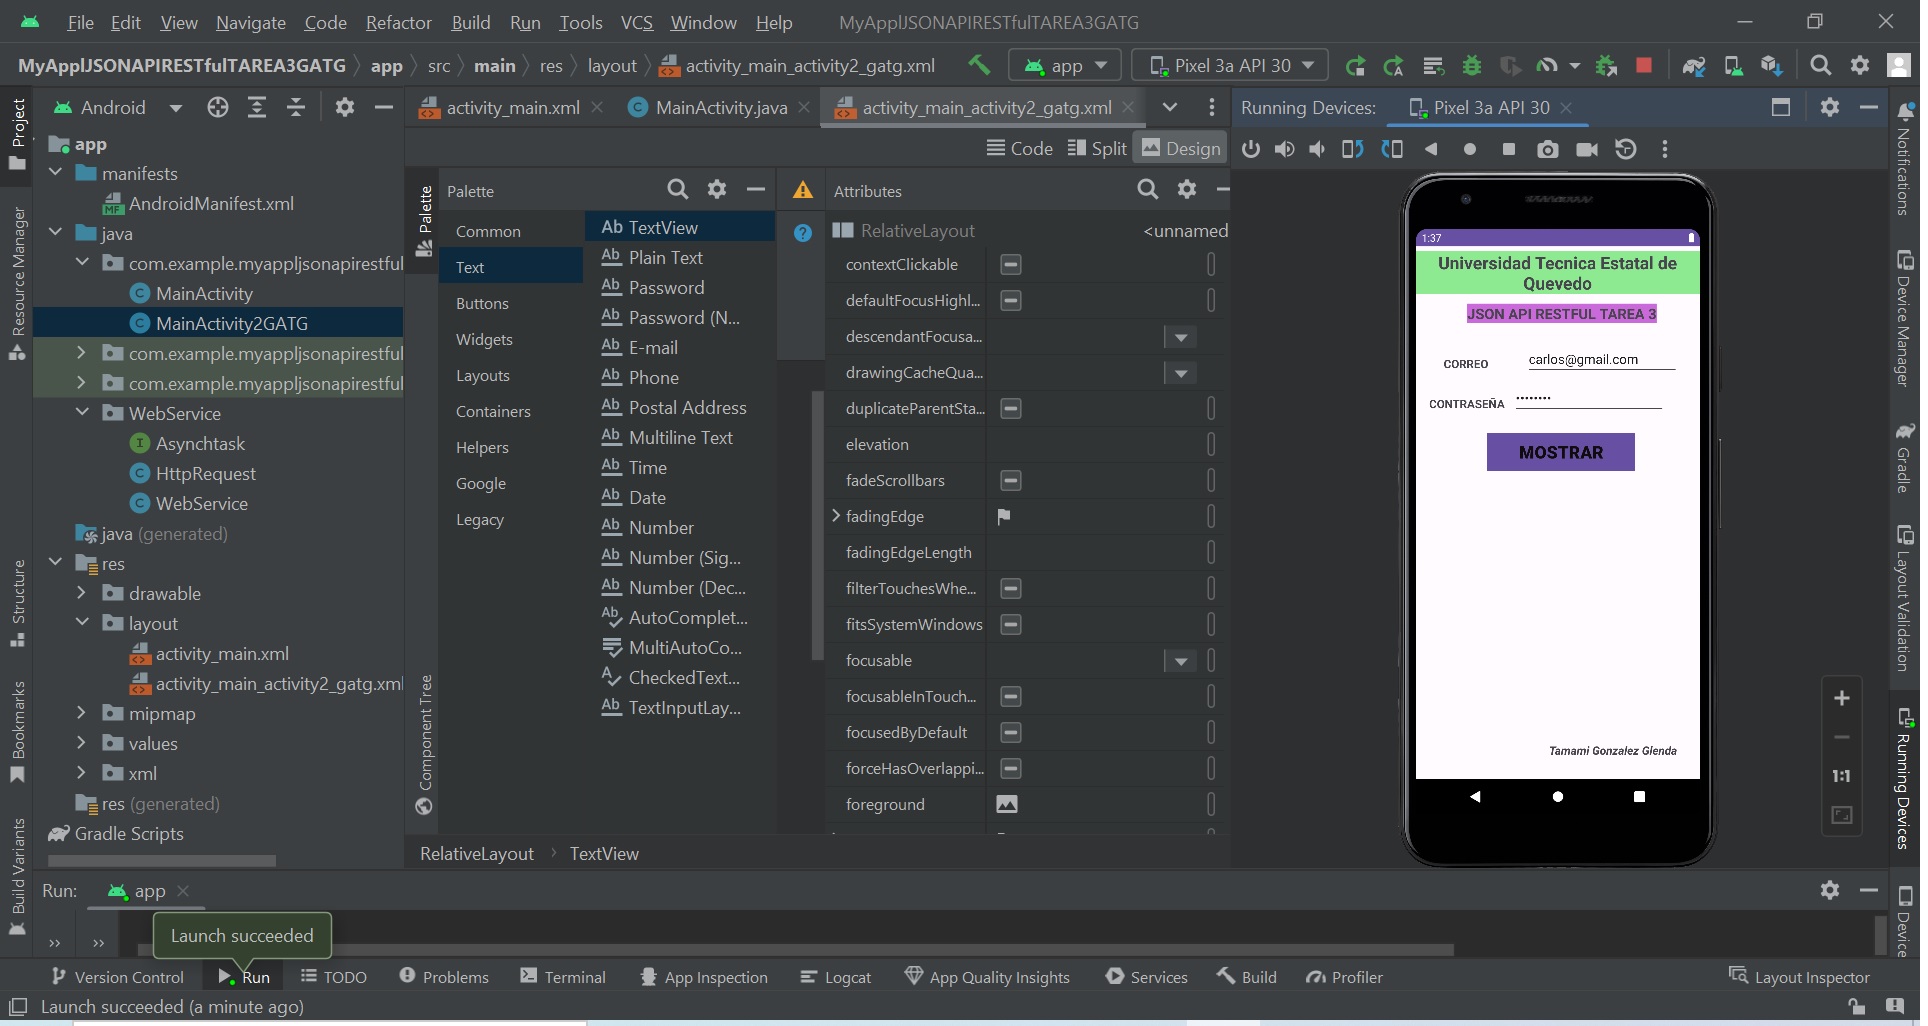 File Edit View Navigate Code Refactor Build Run Tools VCS Window Help MyApplJSONAPIRESTfulTAREA3GATG
MyApplJSONAPIRESTfulTAREA3GATG app src main res layout activity_main_activity2_gatg.xml app Pixel 3a API 30
Android
activity_main.xml MainActivity.java activity_main_activity2_gatg.xml
Running Devices: Pixel 3a API 30
Code Split Design
Project
Resource Manager
Structure
Bookmarks
Build Variants
app
manifests
AndroidManifest.xml
java
com.example.myappljsonapirestful
MainActivity
MainActivity2GATG
com.example.myappljsonapirestful
com.example.myappljsonapirestful
WebService
Asynchtask
HttpRequest
WebService
java (generated)
res
drawable
layout
activity_main.xml
activity_main_activity2_gatg.xml
mipmap
values
xml
res (generated)
Gradle Scripts
Palette
Component Tree
Palette
Common
Text
Buttons
Widgets
Layouts
Containers
Helpers
Google
Legacy
Ab TextView
Ab Plain Text
Ab Password
Ab Password (N...
Ab E-mail
Ab Phone
Ab Postal Address
Ab Multiline Text
Ab Time
Ab Date
Ab Number
Ab Number (Sig...
Ab Number (Dec...
Ab AutoComplet...
MultiAutoCo...
CheckedText...
Ab TextInputLay...
Attributes
RelativeLayout <unnamed
contextClickable
defaultFocusHighl...
descendantFocusa...
drawingCacheQua...
duplicateParentSta...
elevation
fadeScrollbars
fadingEdge
fadingEdgeLength
filterTouchesWhe...
fitsSystemWindows
focusable
focusableInTouch...
focusedByDefault
forceHasOverlappi...
foreground
RelativeLayout TextView
1:37
Universidad Tecnica Estatal de
Quevedo
JSON API RESTFUL TAREA 3
CORREO carlos@gmail.com
CONTRASEÑA ••••••••
MOSTRAR
Tamami Gonzalez Glenda
1:1
Notifications
Device Manager
Gradle
Layout Validation
Running Devices
Device
Run: app
Launch succeeded
Version Control Run TODO Problems Terminal App Inspection Logcat App Quality Insights Services Build Profiler Layout Inspector
Launch succeeded (a minute ago)